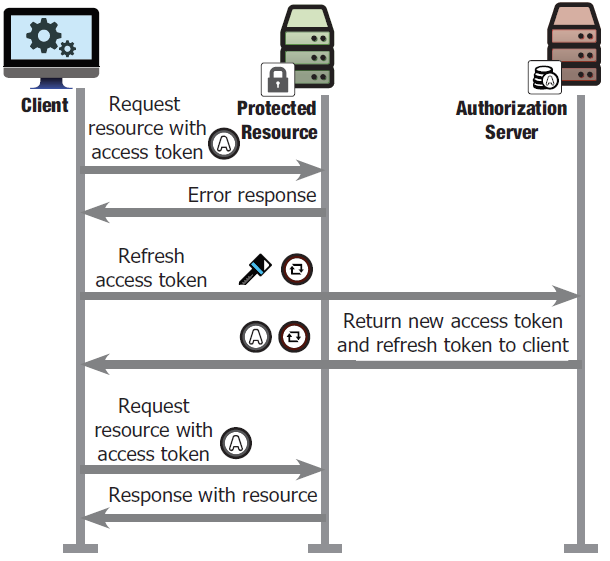 Client
Protected
Resource
Authorization
Server
Request
resource with
access token
A
Error response
Refresh
access token
A
Return new access token
and refresh token to client
Request
resource with
access token
A
Response with resource